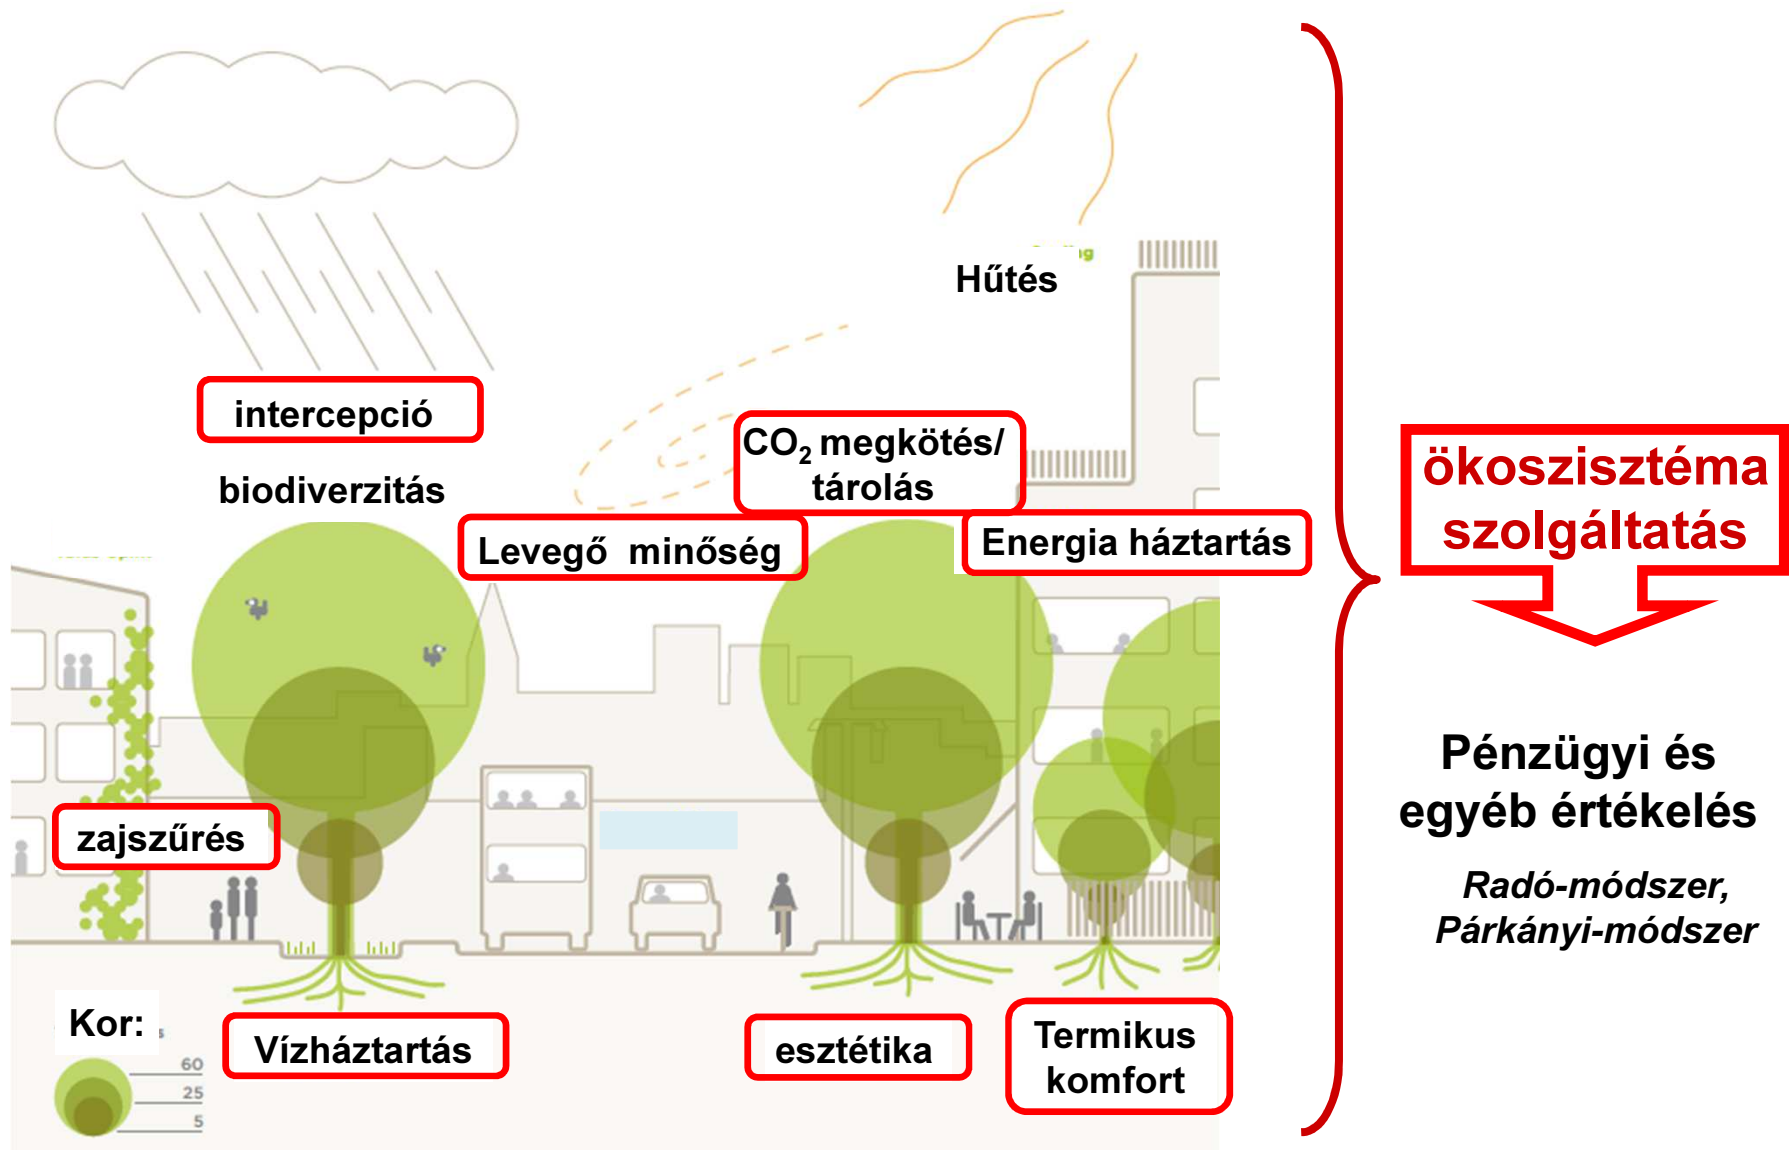 Hűtés
intercepció
biodiverzitás
CO₂ megkötés/
tárolás
Levegő minőség
Energia háztartás
zajszűrés
Vízháztartás
esztétika
Termikus
komfort
Kor:
60
25
5
ökoszisztéma
szolgáltatás
Pénzügyi és
egyéb értékelés
Radó-módszer,
Párkányi-módszer